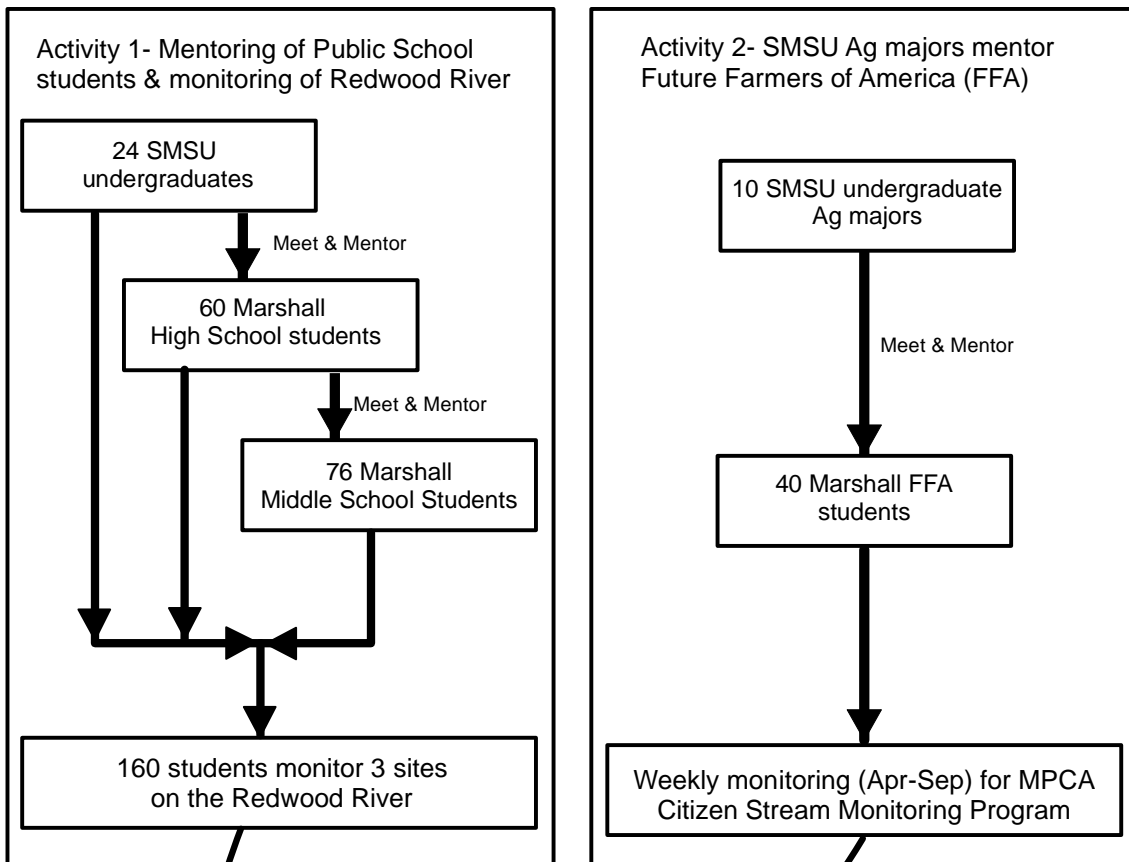 Activity 1- Mentoring of Public School
students & monitoring of Redwood River
24 SMSU
undergraduates
Meet & Mentor
60 Marshall
High School students
Meet & Mentor
76 Marshall
Middle School Students
160 students monitor 3 sites
on the Redwood River
Activity 2- SMSU Ag majors mentor
Future Farmers of America (FFA)
10 SMSU undergraduate
Ag majors
Meet & Mentor
40 Marshall FFA
students
Weekly monitoring (Apr-Sep) for MPCA
Citizen Stream Monitoring Program